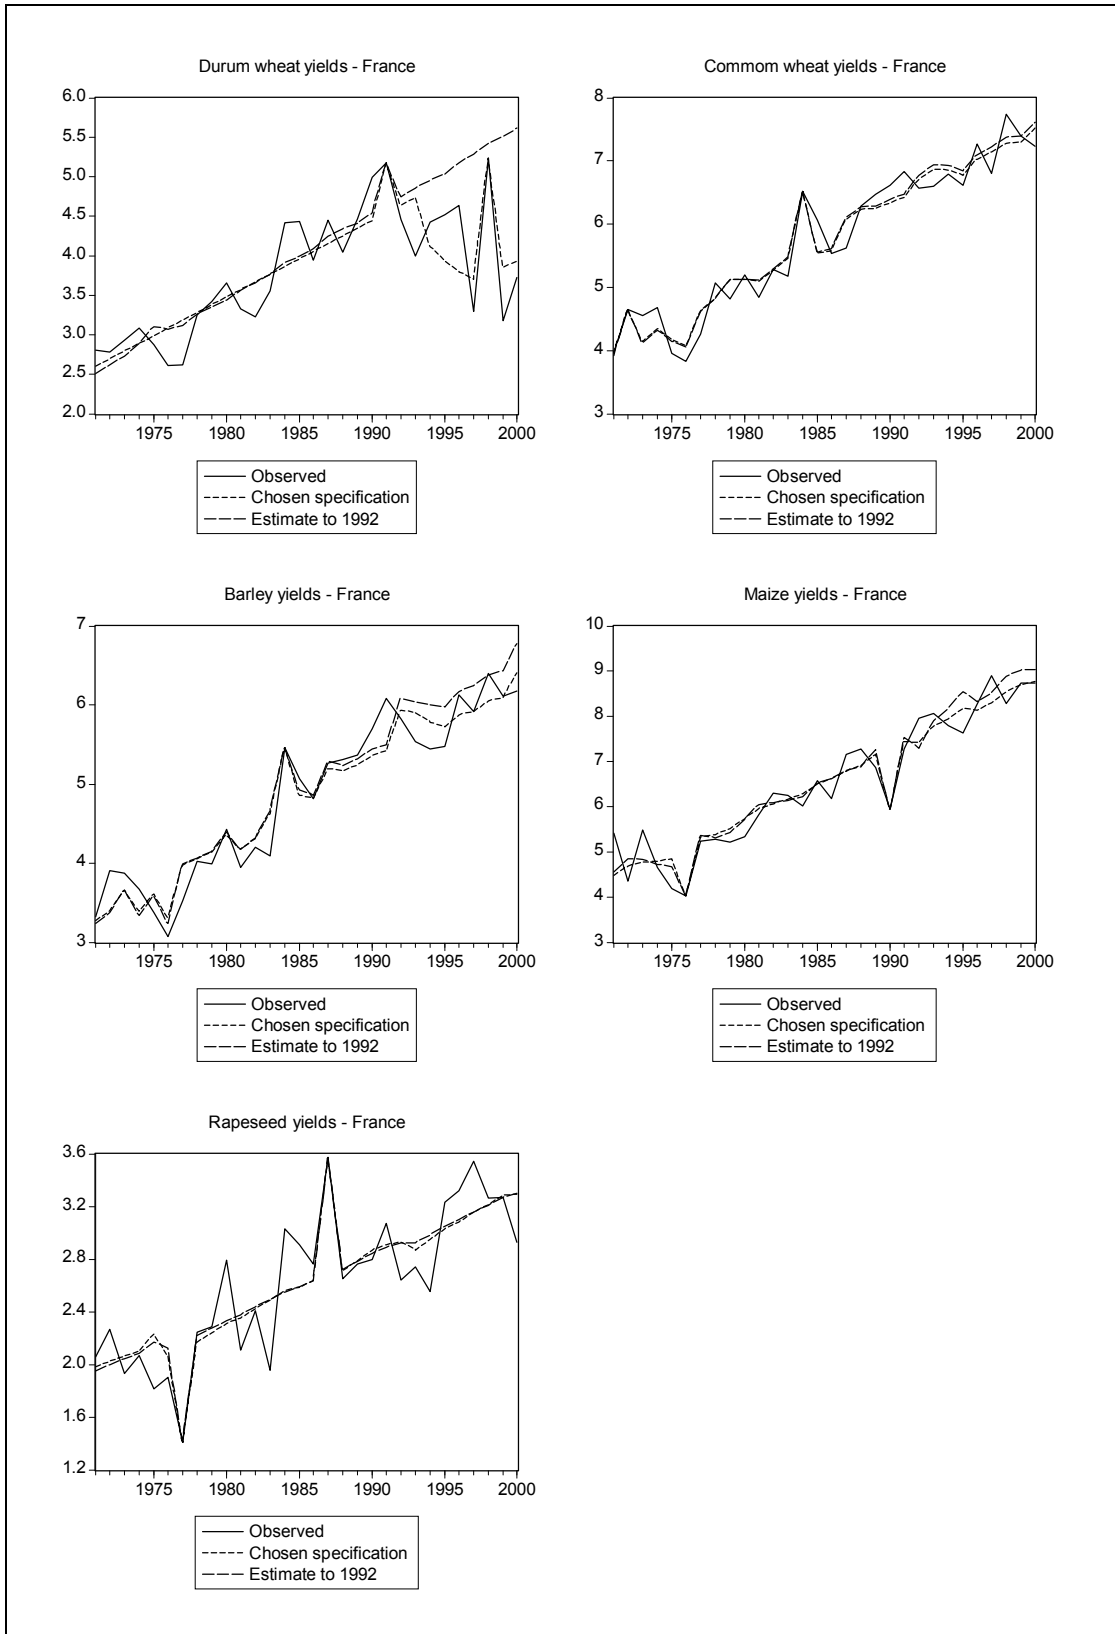 Durum wheat yields - France
6.0
5.5
5.0
4.5
4.0
3.5
3.0
2.5
2.0
1975 1980 1985 1990 1995 2000
Observed
Chosen specification
Estimate to 1992
Commom wheat yields - France
8
7
6
5
4
3
1975 1980 1985 1990 1995 2000
Observed
Chosen specification
Estimate to 1992
Barley yields - France
7
6
5
4
3
1975 1980 1985 1990 1995 2000
Observed
Chosen specification
Estimate to 1992
Maize yields - France
10
9
8
7
6
5
4
3
1975 1980 1985 1990 1995 2000
Observed
Chosen specification
Estimate to 1992
Rapeseed yields - France
3.6
3.2
2.8
2.4
2.0
1.6
1.2
1975 1980 1985 1990 1995 2000
Observed
Chosen specification
Estimate to 1992